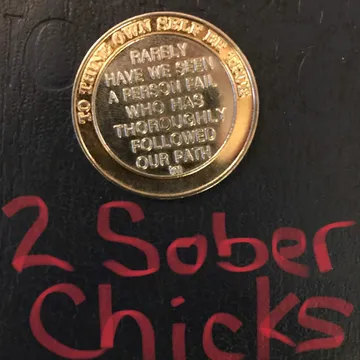 TO THINE OWN SELF BE TRUE
RARELY
HAVE WE SEEN
A PERSON FAIL
WHO HAS
THOROUGHLY
FOLLOWED
OUR PATH
2 Sober
Chicks